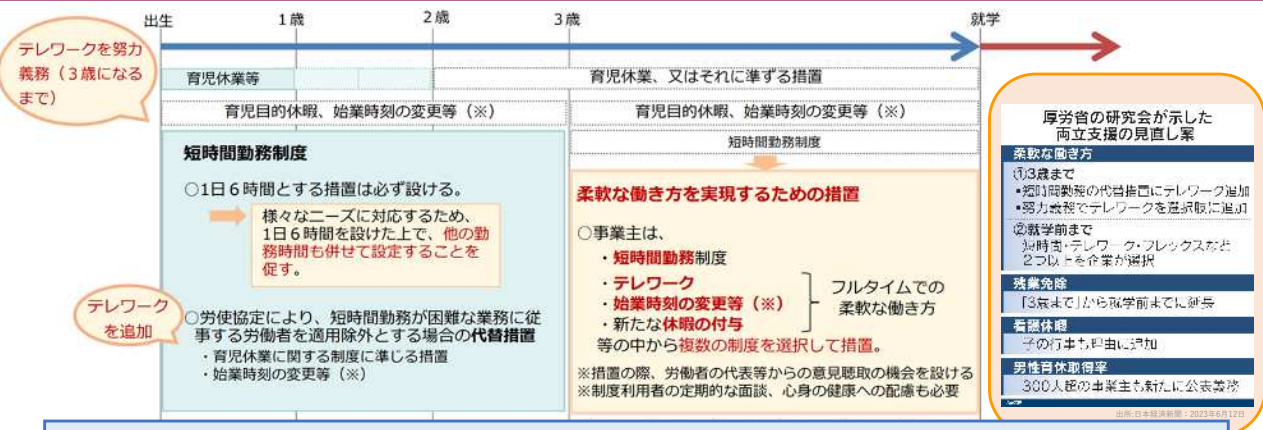 出生
1歳
2歳
3歳
就学
テレワークを努力
義務（3歳になる
まで）
育児休業等
育児休業、又はそれに準ずる措置
育児目的休暇、始業時刻の変更等（※）
育児目的休暇、始業時刻の変更等（※）
短時間勤務制度
短時間勤務制度
○1日６時間とする措置は必ず設ける。
様々なニーズに対応するため、
1日６時間を設けた上で、他の勤
務時間も併せて設定することを
促す。
テレワーク
を追加
○労使協定により、短時間勤務が困難な業務に従
事する労働者を適用除外とする場合の代替措置
・育児休業に関する制度に準じる措置
・始業時刻の変更等（※）
柔軟な働き方を実現するための措置
○事業主は、
・短時間勤務制度
・テレワーク
・始業時刻の変更等（※）
・新たな休暇の付与
フルタイムでの
柔軟な働き方
等の中から複数の制度を選択して措置。
※措置の際、労働者の代表等からの意見聴取の機会を設ける
※制度利用者の定期的な面談、心身の健康への配慮も必要
厚労省の研究会が示した
両立支援の見直し案
柔軟な働き方
①3歳まで
▪短時間勤務の代替措置にテレワーク追加
▪努力義務でテレワークを選択肢に追加
②就学前まで
短時間・テレワーク・フレックスなど
2つ以上を企業が選択
残業免除
「3歳まで」から就学前までに延長
看護休暇
子の行事も理由に追加
男性育休取得率
300人超の事業主も新たに公表義務
出所:日本経済新聞：2023年6月12日